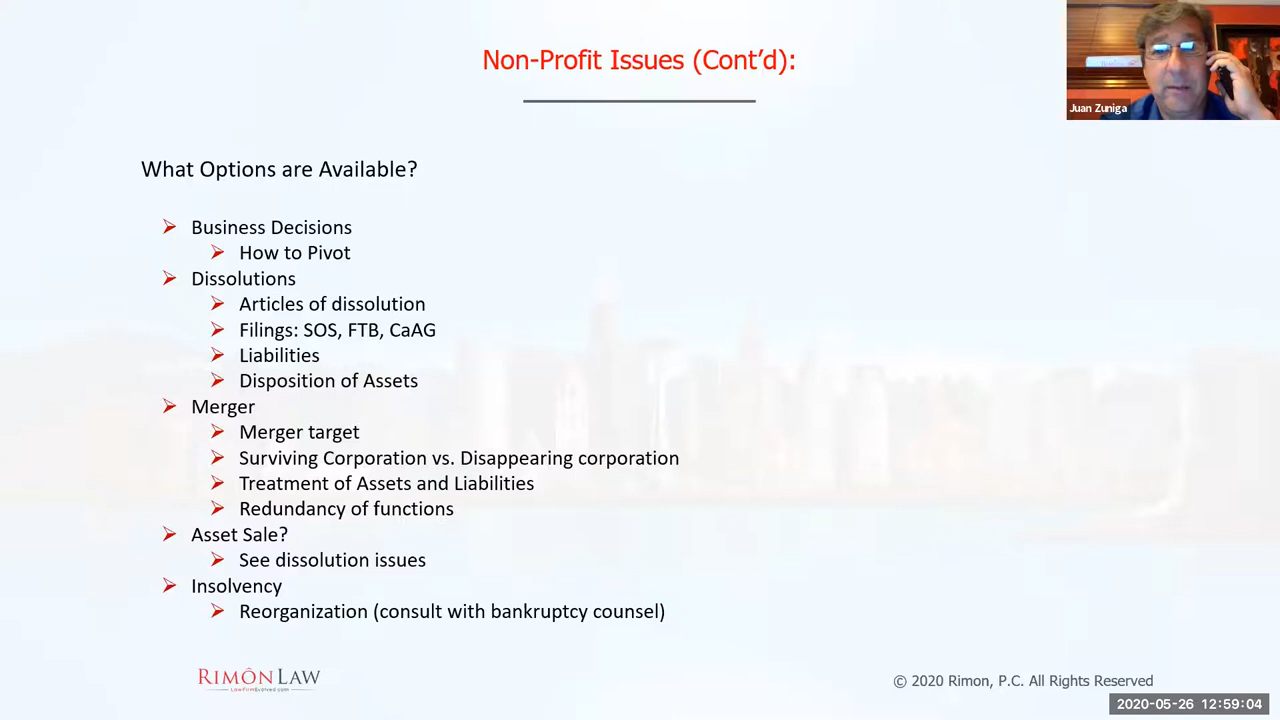 Non-Profit Issues (Cont’d):
Juan Zuniga
What Options are Available?
Business Decisions
How to Pivot
Dissolutions
Articles of dissolution
Filings: SOS, FTB, CaAG
Liabilities
Disposition of Assets
Merger
Merger target
Surviving Corporation vs. Disappearing corporation
Treatment of Assets and Liabilities
Redundancy of functions
Asset Sale?
See dissolution issues
Insolvency
Reorganization (consult with bankruptcy counsel)
RIMÔN LAW
LawFirmEvolved.com
© 2020 Rimon, P.C. All Rights Reserved
2020-05-26 12:59:04